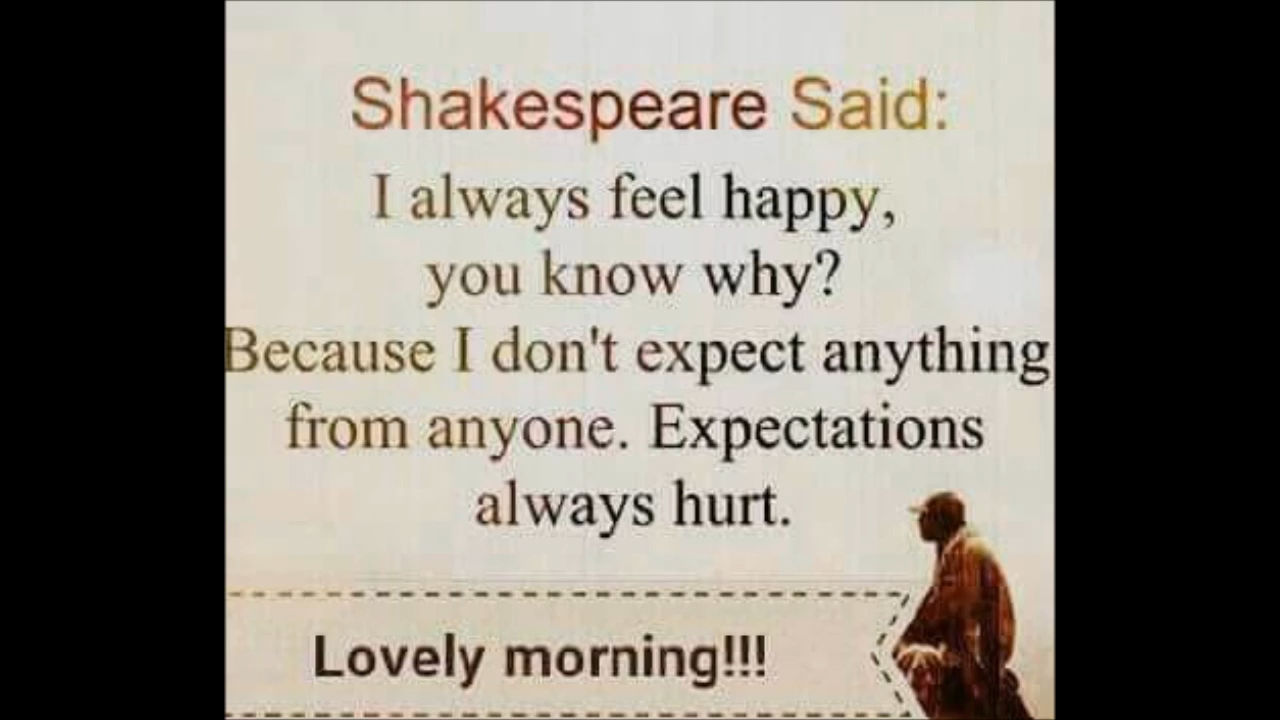 Shakespeare Said:
I always feel happy,
you know why?
Because I don't expect anything
from anyone. Expectations
always hurt.
Lovely morning!!!